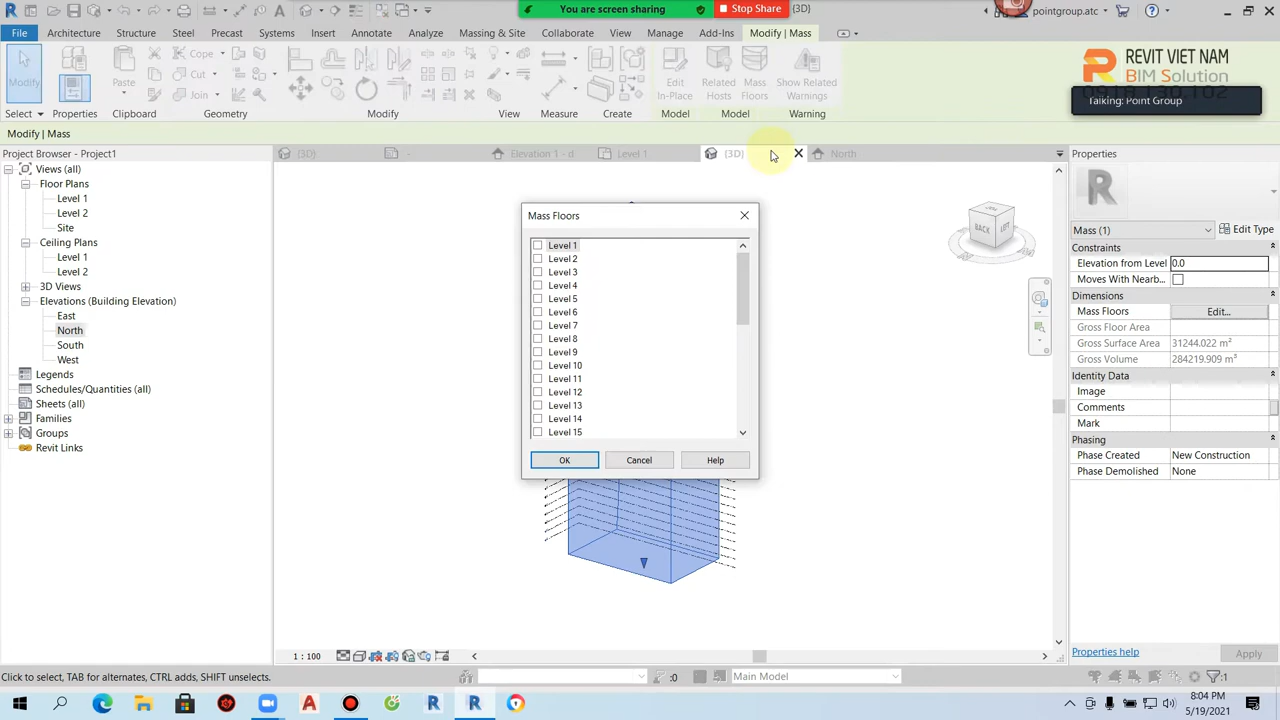 You are screen sharing
Stop Share
(3D)
pointgroup.atc
File
Architecture
Structure
Steel
Precast
Systems
Insert
Annotate
Analyze
Massing & Site
Collaborate
View
Manage
Add-Ins
Modify | Mass
Modify
Properties
Paste
Cope
Cut
Join
Edit
In-Place
Related
Hosts
Mass
Floors
Show Related
Warnings
Select
Properties
Clipboard
Geometry
Modify
View
Measure
Create
Model
Model
Warning
REVIT VIET NAM
BIM Solution
Talking: Point Group
Modify | Mass
Project Browser - Project1
Views (all)
Floor Plans
Level 1
Level 2
Site
Ceiling Plans
Level 1
Level 2
3D Views
Elevations (Building Elevation)
East
North
South
West
Legends
Schedules/Quantities (all)
Sheets (all)
Families
Groups
Revit Links
(3D)
-
Elevation 1 - d
Level 1
(3D)
North
Mass Floors
Level 1
Level 2
Level 3
Level 4
Level 5
Level 6
Level 7
Level 8
Level 9
Level 10
Level 11
Level 12
Level 13
Level 14
Level 15
OK
Cancel
Help
BACK
LEFT
Properties
Mass (1)
Edit Type
Constraints
Elevation from Level 0.0
Moves With Nearb...
Dimensions
Mass Floors Edit...
Gross Floor Area
Gross Surface Area 31244.022 m²
Gross Volume 284219.909 m³
Identity Data
Image
Comments
Mark
Phasing
Phase Created New Construction
Phase Demolished None
Properties help
Apply
1 : 100
Click to select, TAB for alternates, CTRL adds, SHIFT unselects.
:0
Main Model
:1
8:04 PM
5/19/2021